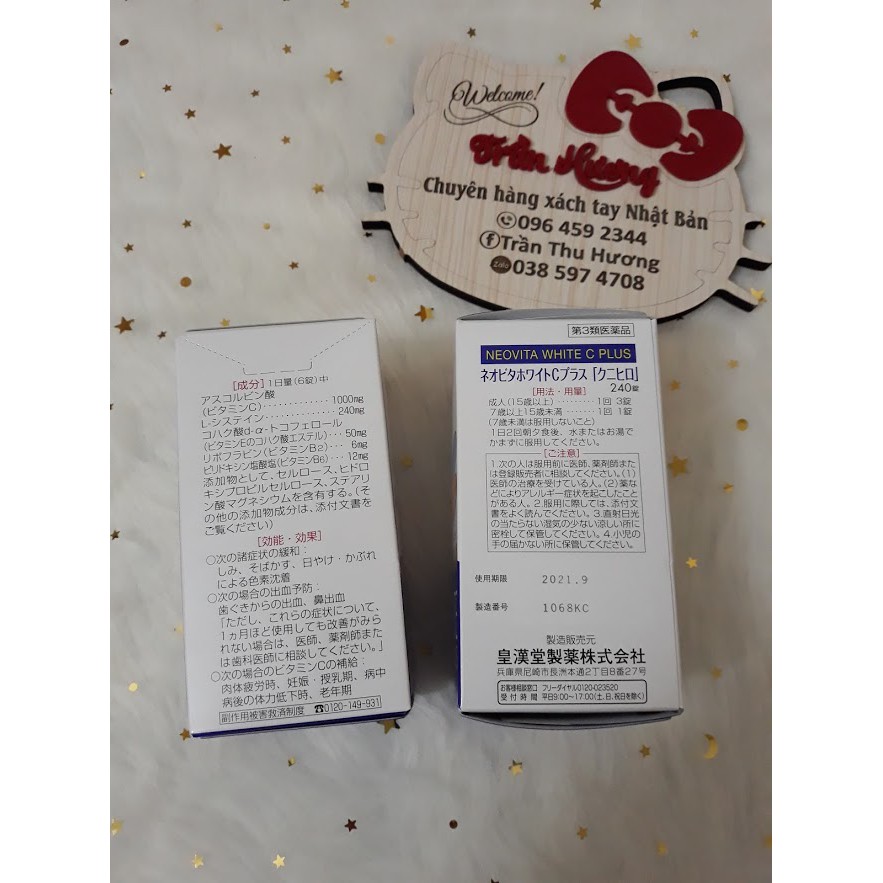 Welcome!
Trần Hương
Chuyên hàng xách tay Nhật Bản
096 459 2344
Trần Thu Hương
Zalo 038 597 4708
[成分] 1日量(6錠)中
アスコルビン酸
(ビタミンC)············1000mg
L-システイン············240mg
コハク酸d-α-トコフェロール
(ビタミンEのコハク酸エステル)···50mg
リボフラビン(ビタミンB2)··· 6mg
ピリドキシン塩酸塩(ビタミンB6)···12mg
添加物として、セルロース、ヒドロ
キシプロピルセルロース、ステアリ
ン酸マグネシウムを含有する。(そ
の他の添加物成分は、添付文書を
ご覧ください)
[効能・効果]
○次の諸症状の緩和:
しみ、そばかす、日やけ・かぶれ
による色素沈着
○次の場合の出血予防:
歯ぐきからの出血、鼻出血
「ただし、これらの症状について、
1ヵ月ほど使用しても改善がみら
れない場合は、医師、薬剤師また
は歯科医師に相談してください。」
○次の場合のビタミンCの補給:
肉体疲労時、妊娠・授乳期、病中
病後の体力低下時、老年期
副作用被害救済制度 ☎0120-149-931
第3類医薬品
NEOVITA WHITE C PLUS
ネオビタホワイトCプラス「クニヒロ」
240錠
[用法・用量]
成人(15歳以上)·········1回 3錠
7歳以上15歳未満·······1回 1錠
(7歳未満は服用しないこと)
1日2回朝夕食後、水またはお湯で
かまずに服用してください。
[ご注意]
1.次の人は服用前に医師、薬剤師また
は登録販売者に相談してください。(1)
医師の治療を受けている人。(2)薬な
どによりアレルギー症状を起こしたこと
がある人。2.服用に際しては、添付文
書をよく読んでください。3.直射日光
の当たらない湿気の少ない涼しい所に
密栓して保管してください。4.小児の
手の届かない所に保管してください。
使用期限 2021.9
製造番号 1068KC
製造販売元
皇漢堂製薬株式会社
兵庫県尼崎市長洲本通2丁目8番27号
お客様相談窓口 フリーダイヤル0120-023520
受付時間 平日9:00~17:00(土、日、祝日を除く)